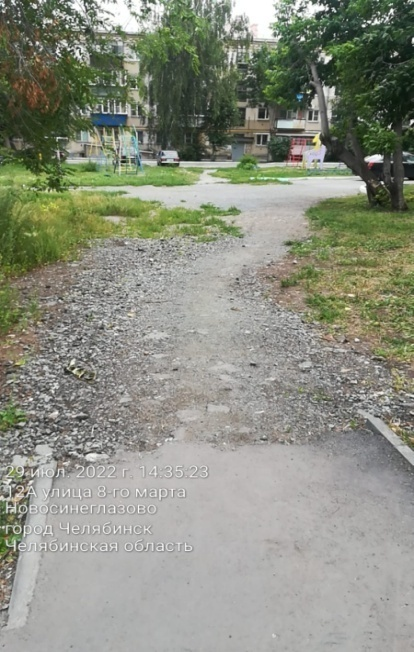 29 июл. 2022 г. 14:35:23
12А улица 8-го марта
Новосинеглазово
город Челябинск
Челябинская область